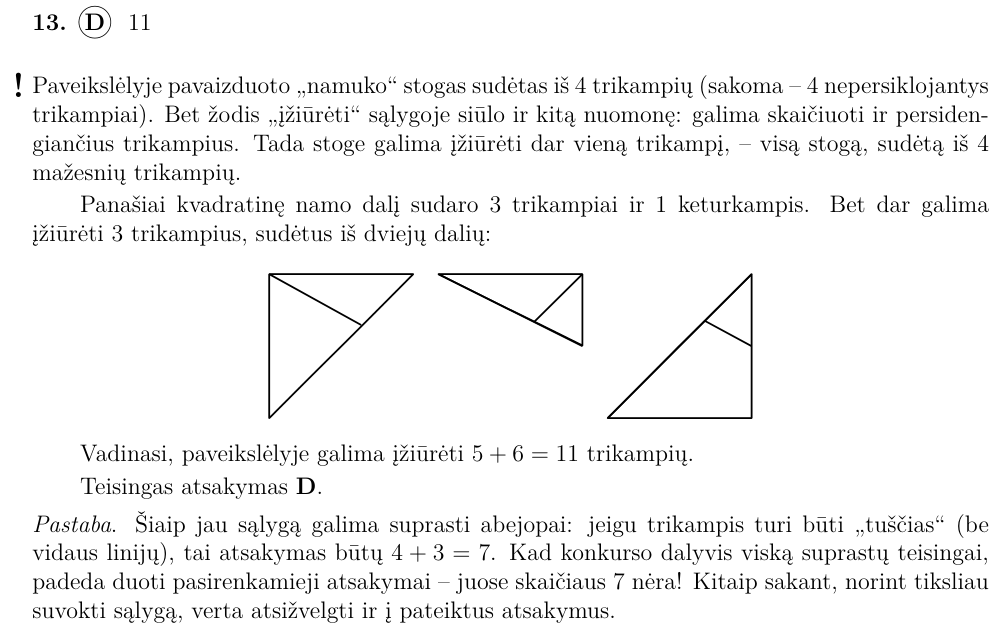 13. D 11
! Paveikslėlyje pavaizduoto „namuko“ stogas sudėtas iš 4 trikampių (sakoma – 4 nepersiklojantys
trikampiai). Bet žodis „įžiūrėti“ sąlygoje siūlo ir kitą nuomonę: galima skaičiuoti ir persiden-
giančius trikampius. Tada stoge galima įžiūrėti dar vieną trikampį, – visą stogą, sudėtą iš 4
mažesnių trikampių.
Panašiai kvadratinę namo dalį sudaro 3 trikampiai ir 1 keturkampis. Bet dar galima
įžiūrėti 3 trikampius, sudėtus iš dviejų dalių:
Vadinasi, paveikslėlyje galima įžiūrėti 5 + 6 = 11 trikampių.
Teisingas atsakymas D.
Pastaba. Šiaip jau sąlygą galima suprasti abejopai: jeigu trikampis turi būti „tuščias“ (be
vidaus linijų), tai atsakymas būtų 4 + 3 = 7. Kad konkurso dalyvis viską suprastų teisingai,
padeda duoti pasirenkamieji atsakymai – juose skaičiaus 7 nėra! Kitaip sakant, norint tiksliau
suvokti sąlygą, verta atsižvelgti ir į pateiktus atsakymus.